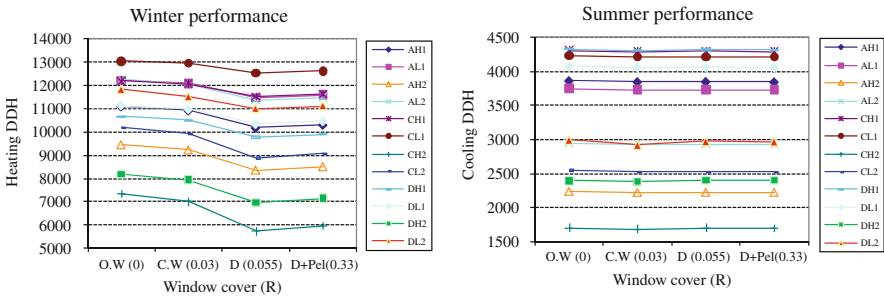 Winter performance
Heating DDH
14000
13000
12000
11000
10000
9000
8000
7000
6000
5000
O.W (0) C.W (0.03) D (0.055) D+Pel(0.33)
Window cover (R)
AH1
AL1
AH2
AL2
CH1
CL1
CH2
CL2
DH1
DL1
DH2
DL2
Summer performance
Cooling DDH
4500
4000
3500
3000
2500
2000
1500
O.W (0) C.W (0.03) D (0.055) D+Pel(0.33)
Window cover (R)
AH1
AL1
AH2
AL2
CH1
CL1
CH2
CL2
DH1
DL1
DH2
DL2